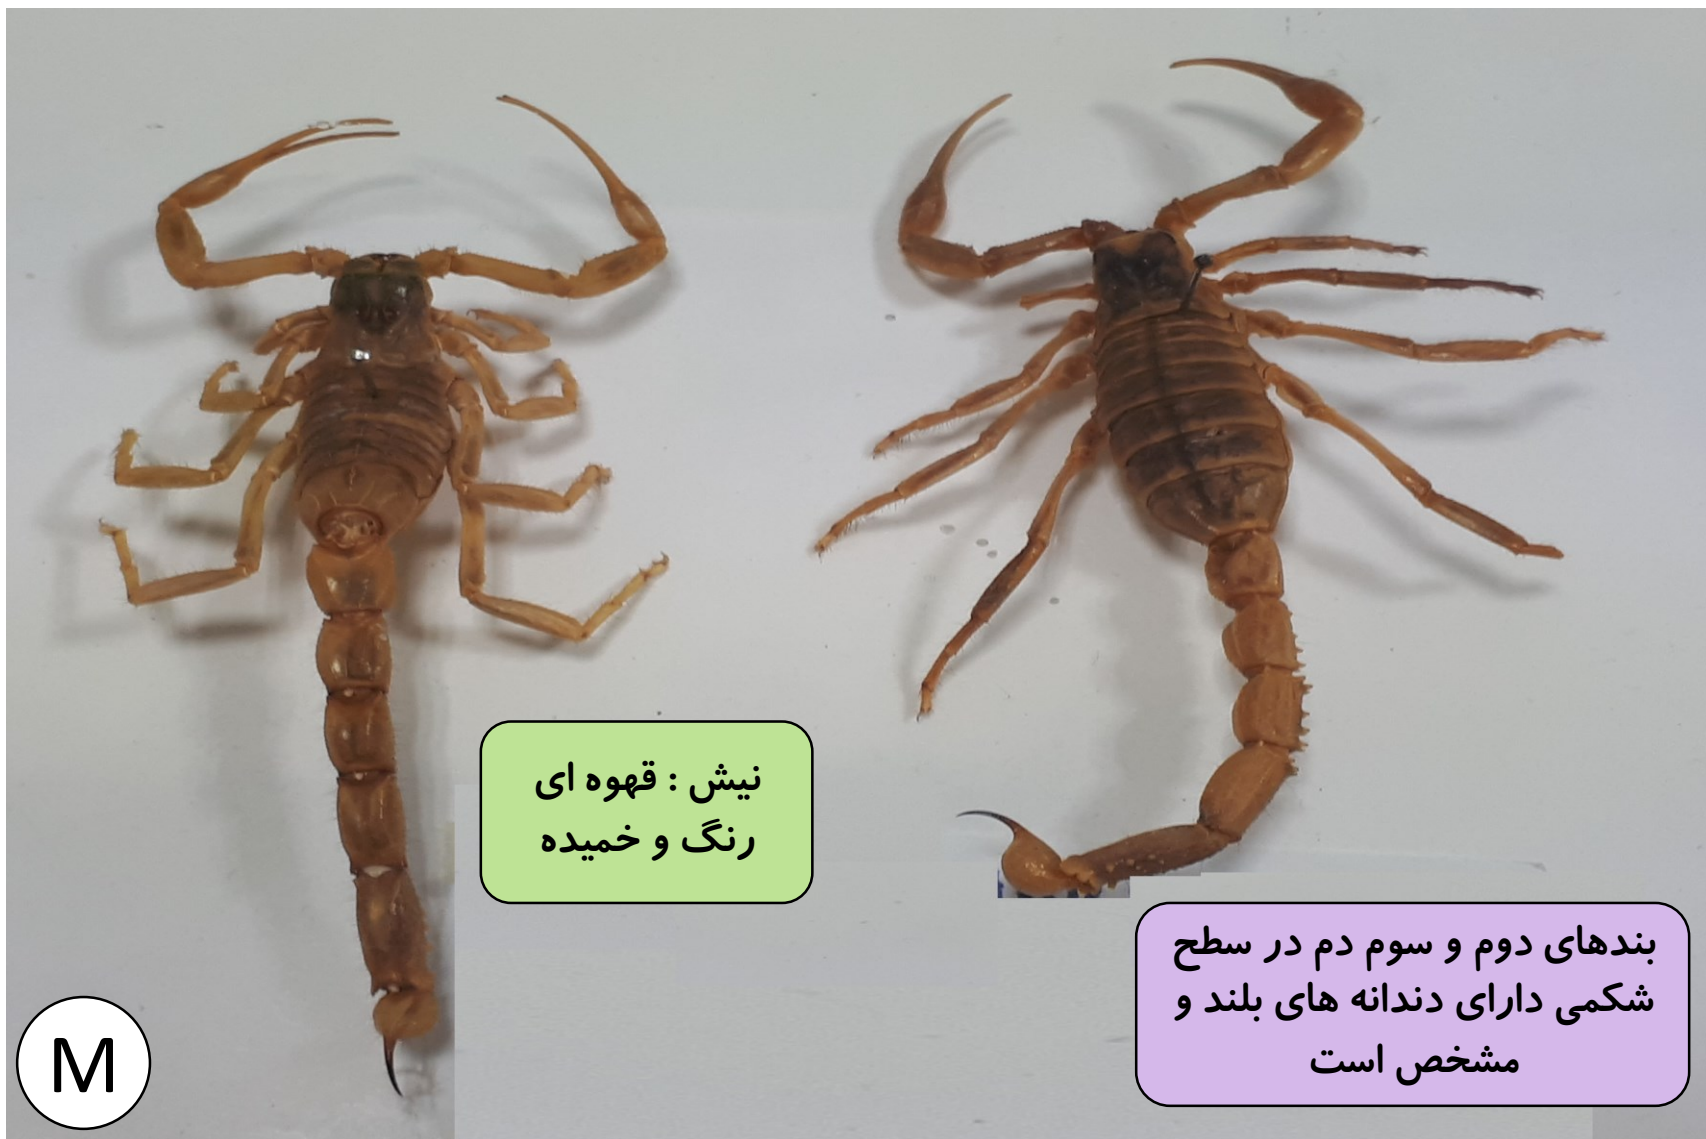 نیش : قهوه ای
رنگ و خمیده
بندهای دوم و سوم دم در سطح
شکمی دارای دندانه های بلند و
مشخص است
M